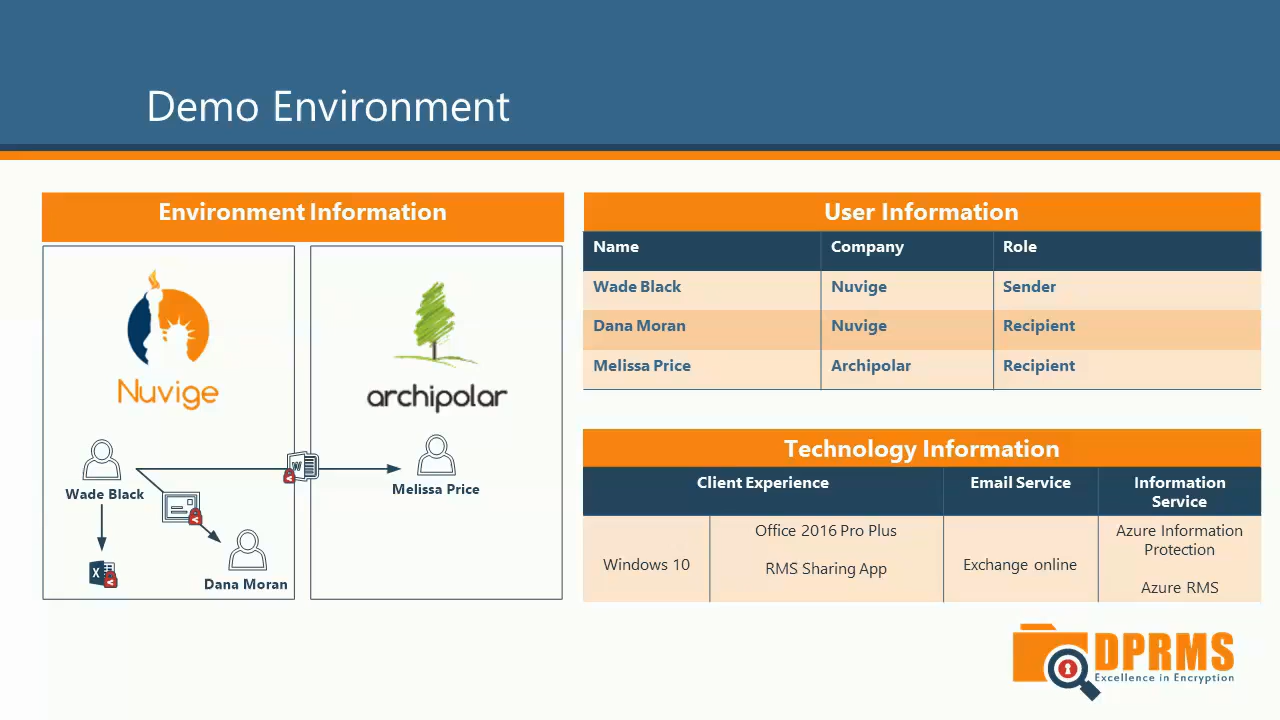 Demo Environment
Environment Information
Nuvige
archipolar
Wade Black
W
Melissa Price
X
Dana Moran
User Information
Name Company Role
Wade Black Nuvige Sender
Dana Moran Nuvige Recipient
Melissa Price Archipolar Recipient
Technology Information
Client Experience Email Service Information
Service
Windows 10 Office 2016 Pro Plus Exchange online Azure Information
Protection
RMS Sharing App Azure RMS
DPRMS
Excellence in Encryption